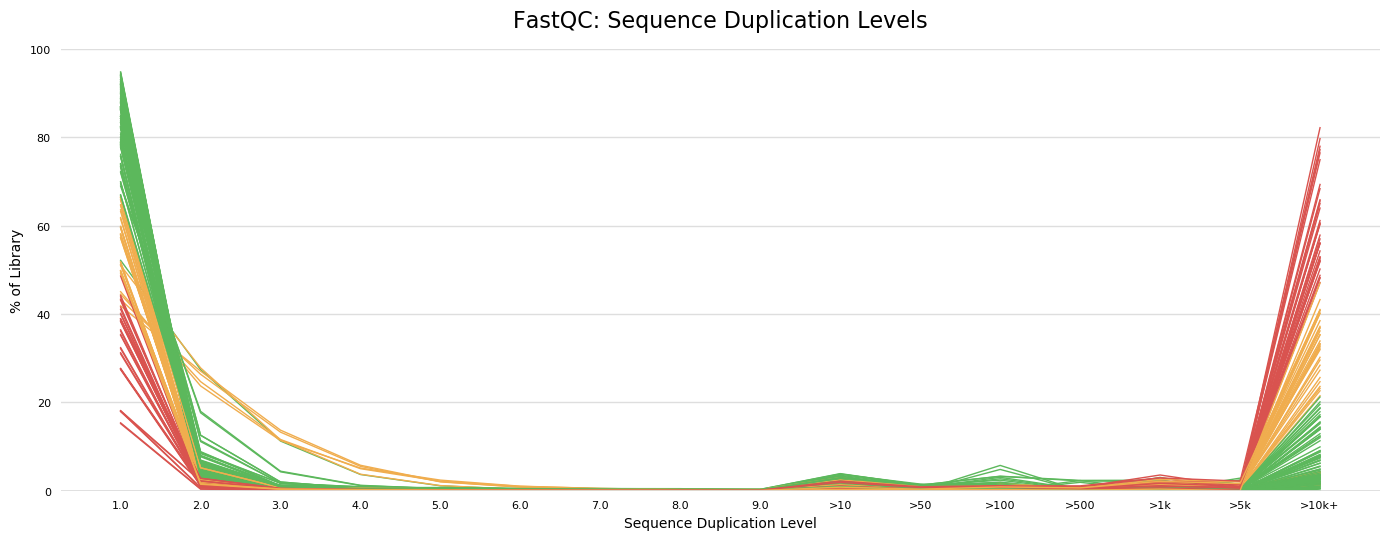 FastQC: Sequence Duplication Levels
100
80
60
40
20
0
% of Library
1.0 2.0 3.0 4.0 5.0 6.0 7.0 8.0 9.0 >10 >50 >100 >500 >1k >5k >10k+
Sequence Duplication Level